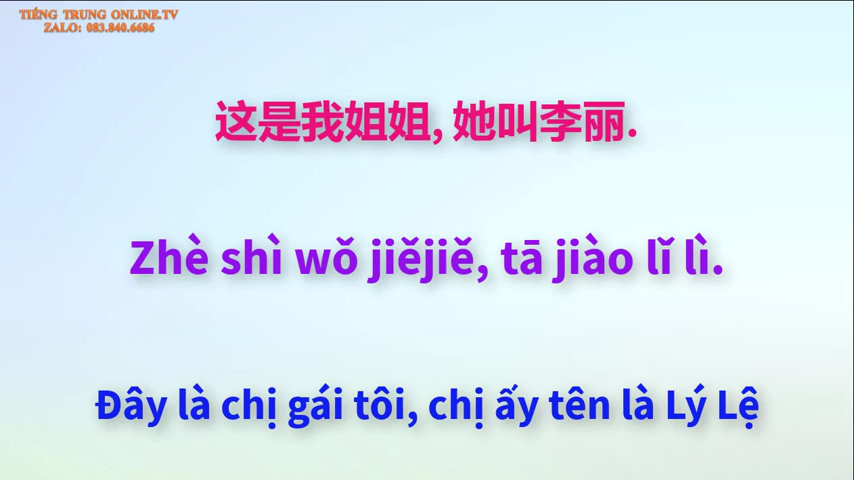 TIẾNG TRUNG ONLINE.TV
ZALO: 083.840.6686
这是我姐姐, 她叫李丽.
Zhè shì wǒ jiějiě, tā jiào lǐ lì.
Đây là chị gái tôi, chị ấy tên là Lý Lệ